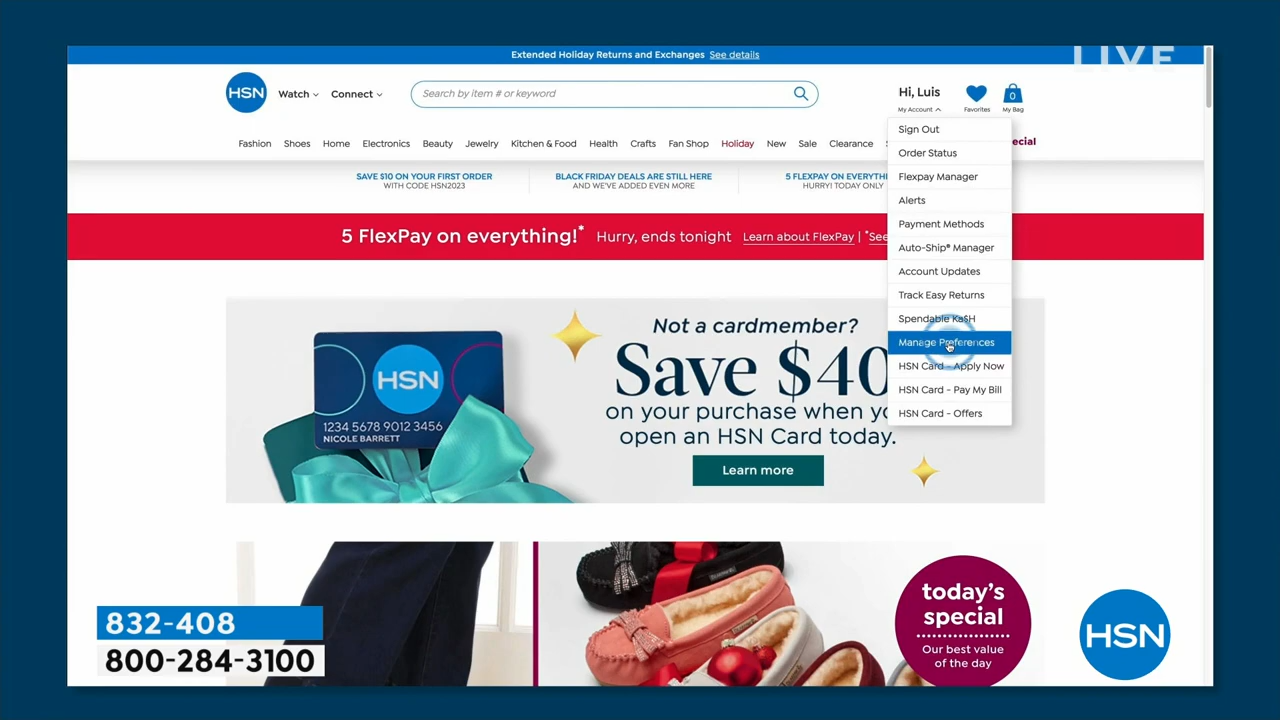 Extended Holiday Returns and Exchanges See details
LIVE
HSN
Watch
Connect
Search by item # or keyword
Hi, Luis
My Account
Favorites
0
My Bag
Fashion Shoes Home Electronics Beauty Jewelry Kitchen & Food Health Crafts Fan Shop Holiday New Sale Clearance
ecial
Sign Out
Order Status
Flexpay Manager
Alerts
Payment Methods
Auto-Ship® Manager
Account Updates
Track Easy Returns
Spendable Ka$H
Manage Preferences
HSN Card - Apply Now
HSN Card - Pay My Bill
HSN Card - Offers
SAVE $10 ON YOUR FIRST ORDER
WITH CODE HSN2023
BLACK FRIDAY DEALS ARE STILL HERE
AND WE'VE ADDED EVEN MORE
5 FLEXPAY ON EVERYTHI
HURRY! TODAY ONLY
5 FlexPay on everything!* Hurry, ends tonight Learn about FlexPay | *See
HSN
1234 5678 9012 3456
NICOLE BARRETT
Not a cardmember?
Save $40
on your purchase when yo
open an HSN Card today.
Learn more
today's
special
Our best value
of the day
832-408
800-284-3100
HSN